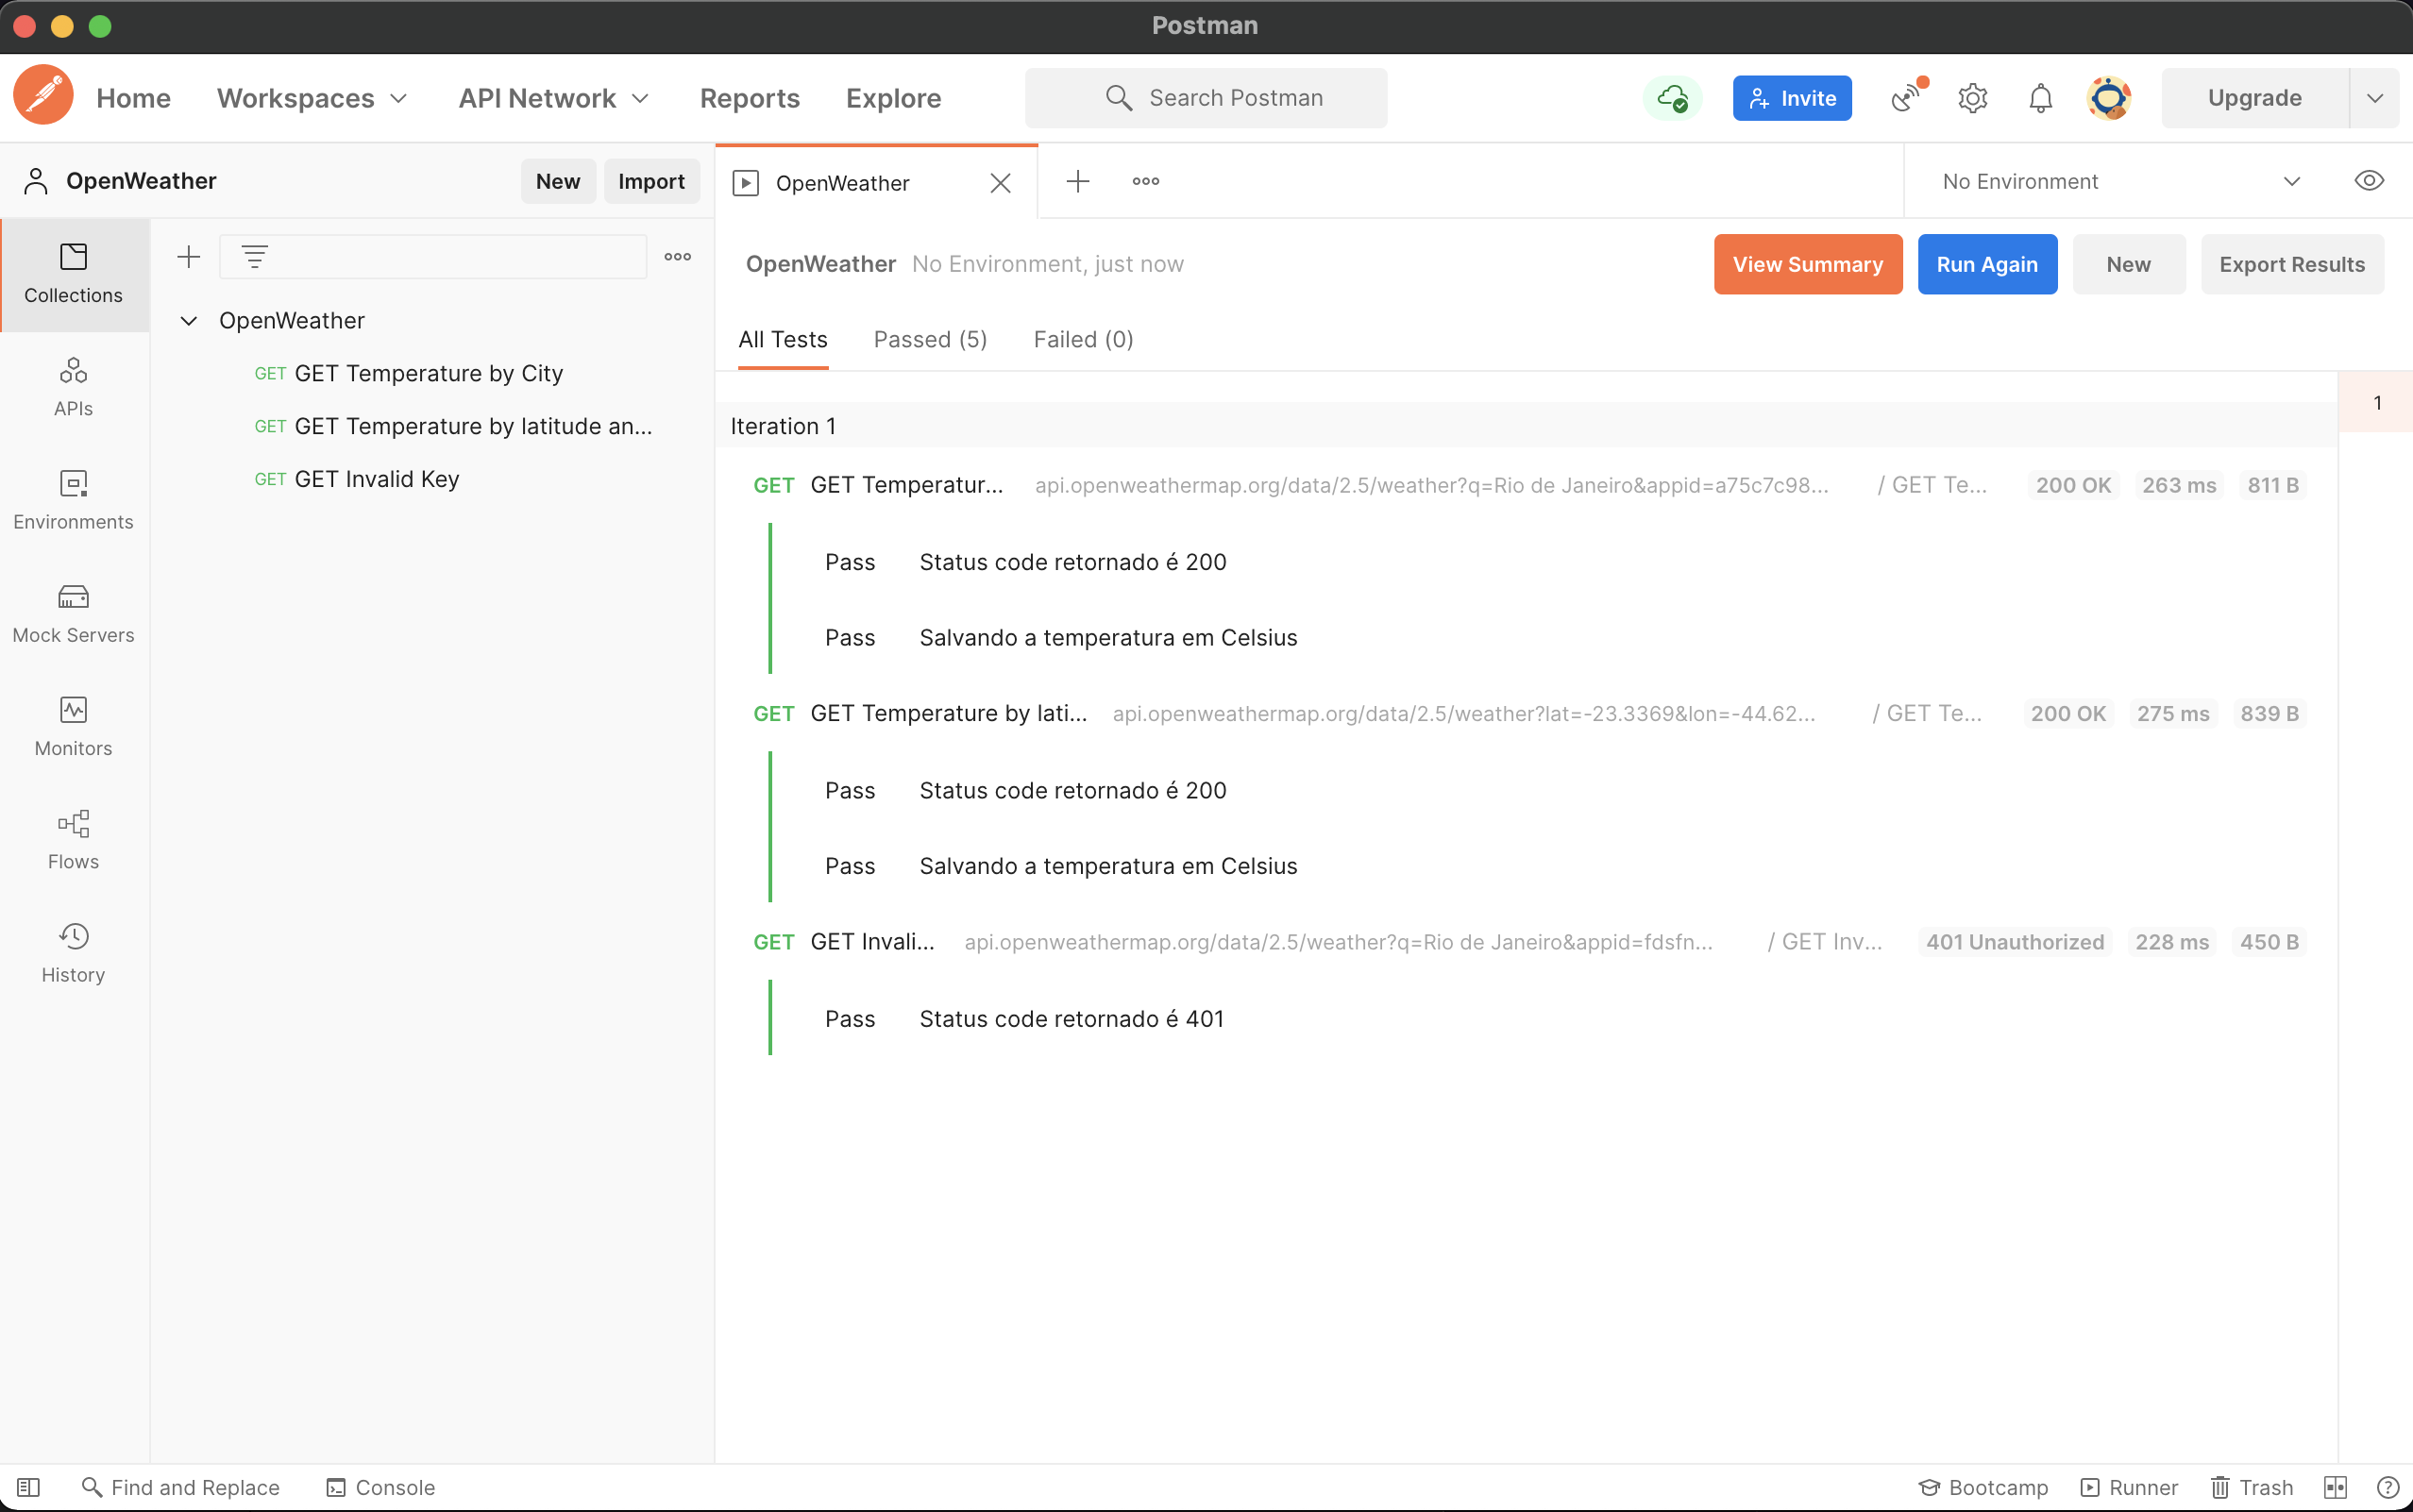 Postman
Home Workspaces API Network Reports Explore Search Postman Invite Upgrade
OpenWeather New Import OpenWeather No Environment
OpenWeather No Environment, just now View Summary Run Again New Export Results
Collections
OpenWeather
All Tests Passed (5) Failed (0)
GET GET Temperature by City
APIs
1
GET GET Temperature by latitude an...
Iteration 1
GET GET Invalid Key
GET GET Temperatur... api.openweathermap.org/data/2.5/weather?q=Rio de Janeiro&appid=a75c7c98... / GET Te... 200 OK 263 ms 811 B
Environments
Pass Status code retornado é 200
Mock Servers
Pass Salvando a temperatura em Celsius
GET GET Temperature by lati... api.openweathermap.org/data/2.5/weather?lat=-23.3369&lon=-44.62... / GET Te... 200 OK 275 ms 839 B
Monitors
Pass Status code retornado é 200
Flows
Pass Salvando a temperatura em Celsius
GET GET Invali... api.openweathermap.org/data/2.5/weather?q=Rio de Janeiro&appid=fdsfn... / GET Inv... 401 Unauthorized 228 ms 450 B
History
Pass Status code retornado é 401
Find and Replace Console Bootcamp Runner Trash